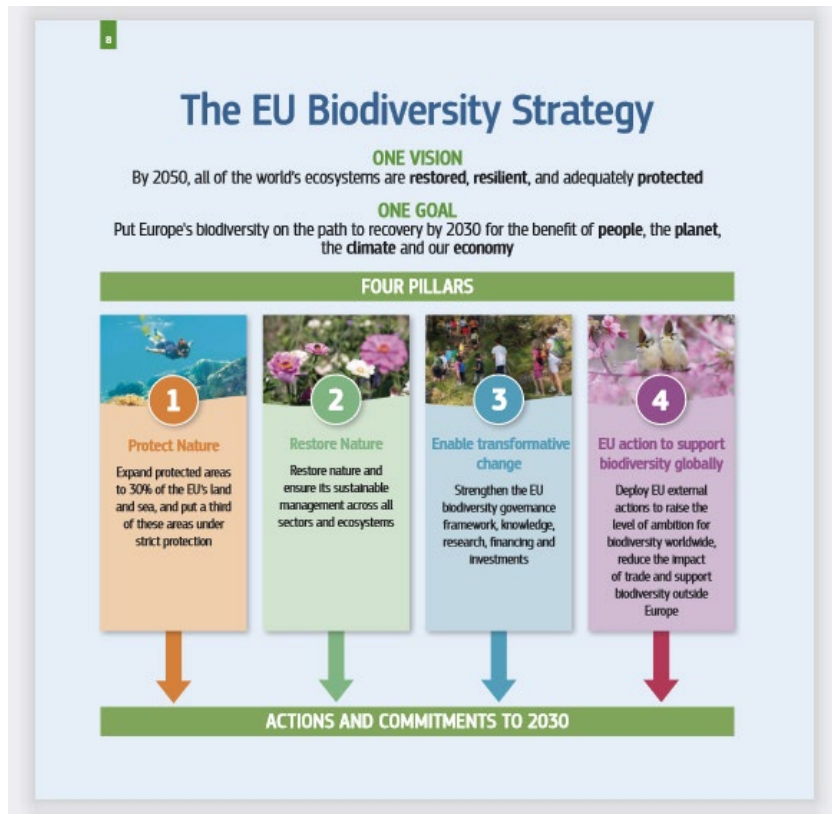 8
The EU Biodiversity Strategy
ONE VISION
By 2050, all of the world's ecosystems are restored, resilient, and adequately protected
ONE GOAL
Put Europe's biodiversity on the path to recovery by 2030 for the benefit of people, the planet,
the climate and our economy
FOUR PILLARS
1
Protect Nature
Expand protected areas
to 30% of the EU's land
and sea, and put a third
of these areas under
strict protection
2
Restore Nature
Restore nature and
ensure its sustainable
management across all
sectors and ecosystems
3
Enable transformative
change
Strengthen the EU
biodiversity governance
framework, knowledge,
research, financing and
investments
4
EU action to support
biodiversity globally
Deploy EU external
actions to raise the
level of ambition for
biodiversity worldwide,
reduce the impact
of trade and support
biodiversity outside
Europe
ACTIONS AND COMMITMENTS TO 2030